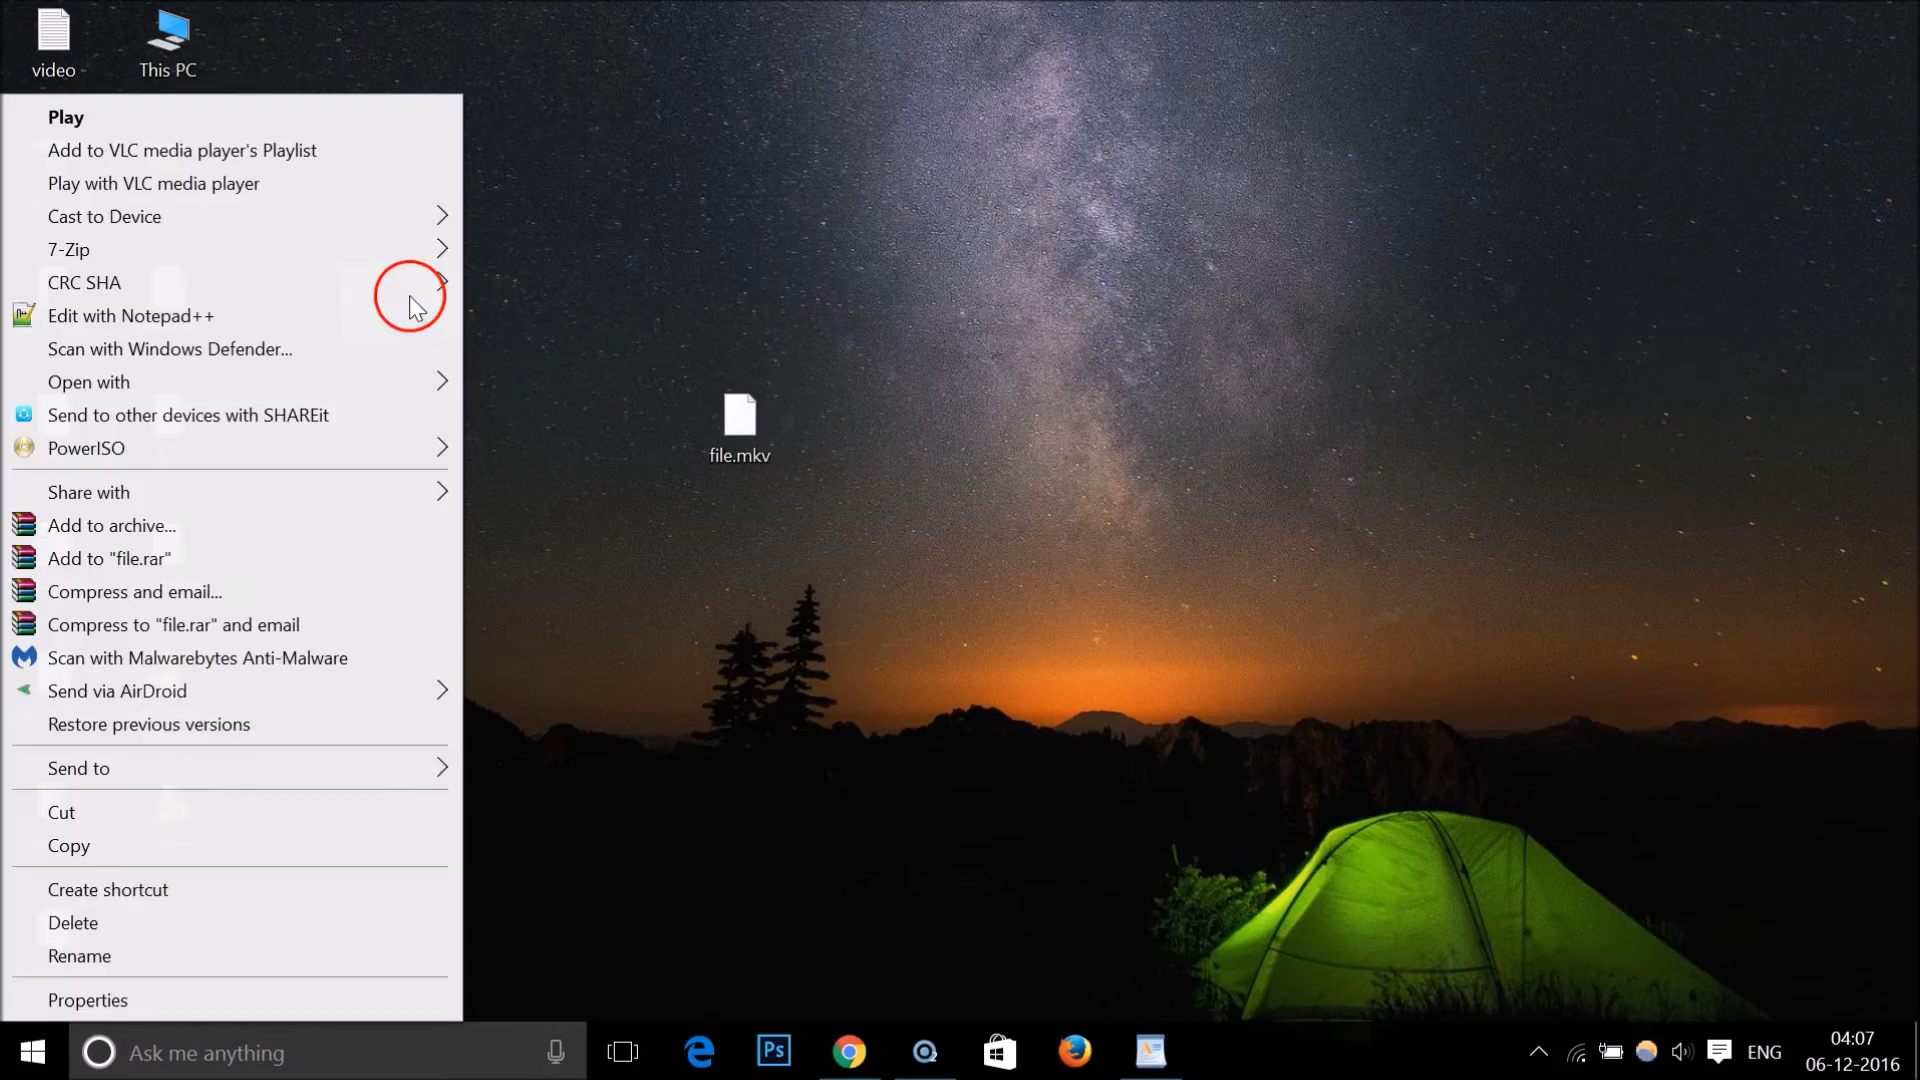 video
This PC
Play
Add to VLC media player's Playlist
Play with VLC media player
Cast to Device
7-Zip
CRC SHA
Edit with Notepad++
Scan with Windows Defender...
Open with
Send to other devices with SHAREit
PowerISO
Share with
Add to archive...
Add to "file.rar"
Compress and email...
Compress to "file.rar" and email
Scan with Malwarebytes Anti-Malware
Send via AirDroid
Restore previous versions
Send to
Cut
Copy
Create shortcut
Delete
Rename
Properties
file.mkv
Ask me anything
Ps
ENG
04:07
06-12-2016